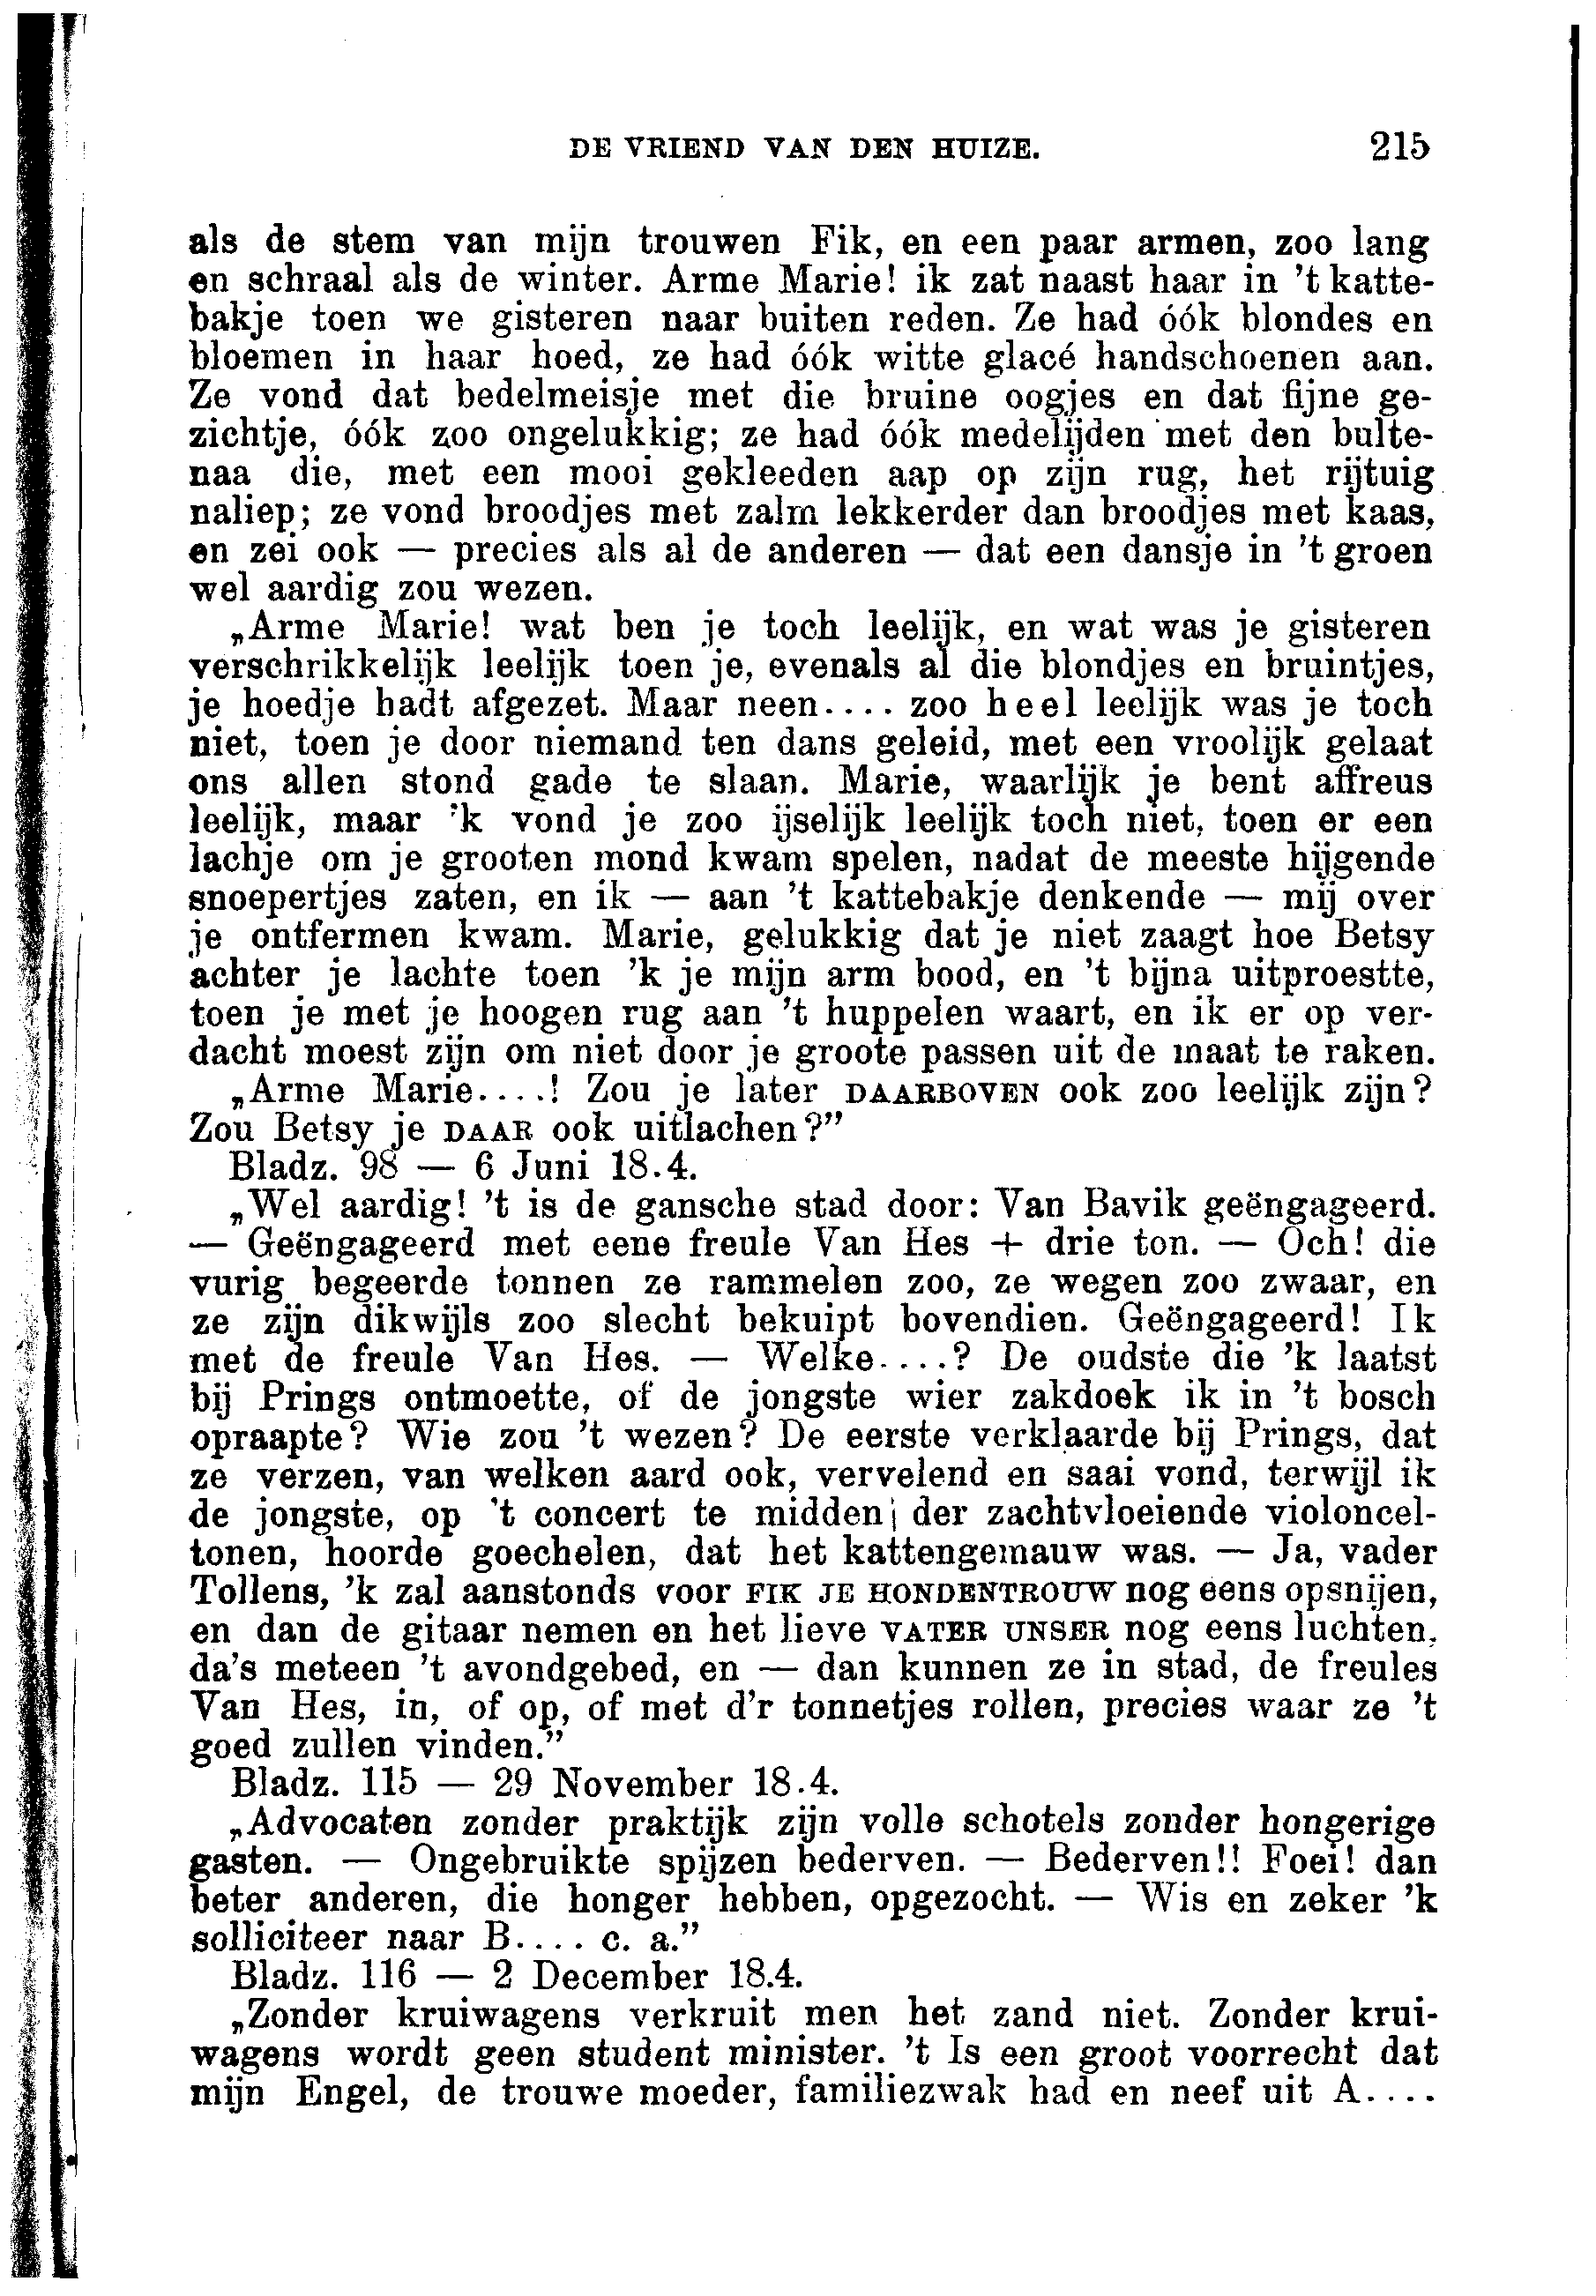 DE VRIEND VAN DEN HUIZE. 215
als de stem van mijn trouwen Fik, en een paar armen, zoo lang
en schraal als de winter. Arme Marie! ik zat naast haar in 't katte-
bakje toen we gisteren naar buiten reden. Ze had óók blondes en
bloemen in haar hoed, ze had óók witte glacé handschoenen aan.
Ze vond dat bedelmeisje met die bruine oogjes en dat fijne ge-
zichtje, óók zoo ongelukkig; ze had óók medelijden met den bulte-
naa die, met een mooi gekleeden aap op zijn rug, het rijtuig
naliep; ze vond broodjes met zalm lekkerder dan broodjes met kaas,
en zei ook — precies als al de anderen — dat een dansje in 't groen
wel aardig zou wezen.
„Arme Marie! wat ben je toch leelijk, en wat was je gisteren
verschrikkelijk leelijk toen je, evenals al die blondjes en bruintjes,
je hoedje hadt afgezet. Maar neen.... zoo heel leelijk was je toch
niet, toen je door niemand ten dans geleid, met een vroolijk gelaat
ons allen stond gade te slaan. Marie, waarlijk je bent affreus
leelijk, maar 'k vond je zoo ijselijk leelijk toch niet, toen er een
lachje om je grooten mond kwam spelen, nadat de meeste hijgende
snoepertjes zaten, en ik — aan 't kattebakje denkende — mij over
je ontfermen kwam. Marie, gelukkig dat je niet zaagt hoe Betsy
achter je lachte toen 'k je mijn arm bood, en 't bijna uitproestte,
toen je met je hoogen rug aan 't huppelen waart, en ik er op ver-
dacht moest zijn om niet door je groote passen uit de maat te raken.
„Arme Marie....! Zou je later DAARBOVEN ook zoo leelijk zijn?
Zou Betsy je DAAR ook uitlachen?”
Bladz. 98 — 6 Juni 18.4.
„Wel aardig! 't is de gansche stad door: Van Bavik geëngageerd.
— Geëngageerd met eene freule Van Hes + drie ton. — Och! die
vurig begeerde tonnen ze rammelen zoo, ze wegen zoo zwaar, en
ze zijn dikwijls zoo slecht bekuipt bovendien. Geëngageerd! Ik
met de freule Van Hes. — Welke....? De oudste die 'k laatst
bij Prings ontmoette, of de jongste wier zakdoek ik in 't bosch
opraapte? Wie zou 't wezen? De eerste verklaarde bij Prings, dat
ze verzen, van welken aard ook, vervelend en saai vond, terwijl ik
de jongste, op 't concert te midden der zachtvloeiende violoncel-
tonen, hoorde goechelen, dat het kattengemauw was. — Ja, vader
Tollens, 'k zal aanstonds voor FIK JE HONDENTROUW nog eens opsnijen,
en dan de gitaar nemen en het lieve VATER UNSER nog eens luchten,
da's meteen 't avondgebed, en — dan kunnen ze in stad, de freules
Van Hes, in, of op, of met d'r tonnetjes rollen, precies waar ze 't
goed zullen vinden.”
Bladz. 115 — 29 November 18.4.
„Advocaten zonder praktijk zijn volle schotels zonder hongerige
gasten. — Ongebruikte spijzen bederven. — Bederven!! Foei! dan
beter anderen, die honger hebben, opgezocht. — Wis en zeker 'k
solliciteer naar B.... c. a.”
Bladz. 116 — 2 December 18.4.
„Zonder kruiwagens verkruit men het zand niet. Zonder krui-
wagens wordt geen student minister. 't Is een groot voorrecht dat
mijn Engel, de trouwe moeder, familiezwak had en neef uit A....